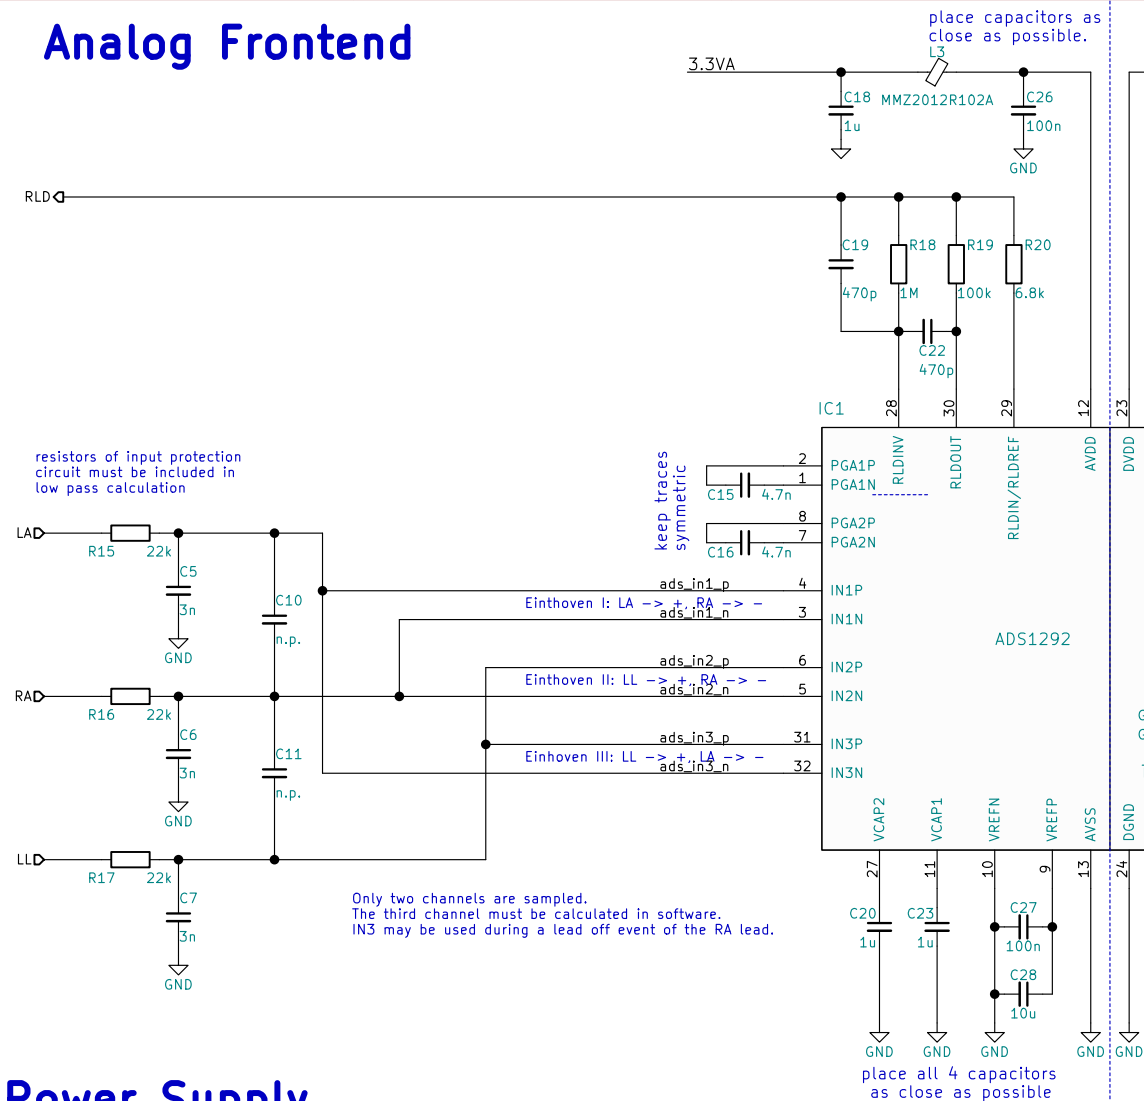 Analog Frontend
place capacitors as
close as possible.
L3
3.3VA
C18
MMZ2012R102A
C26
1u
100n
GND
RLD
C19
R18
R19
R20
470p
1M
100k
6.8k
C22
470p
IC1
28
30
29
12
23
RLDINV
RLDOUT
RLDIN/RLDREF
AVDD
DVDD
resistors of input protection
circuit must be included in
low pass calculation
keep traces
symmetric
2
PGA1P
1
PGA1N
C15
4.7n
8
PGA2P
7
PGA2N
C16
4.7n
LA
R15
22k
C5
3n
GND
C10
n.p.
ads_in1_p
4
IN1P
Einthoven I: LA -> +, RA -> -
ads_in1_n
3
IN1N
ADS1292
ads_in2_p
6
IN2P
Einthoven II: LL -> +, RA -> -
ads_in2_n
5
IN2N
RA
R16
22k
C6
3n
GND
C11
n.p.
ads_in3_p
31
IN3P
Einhoven III: LL -> +, LA -> -
ads_in3_n
32
IN3N
VCAP2
VCAP1
VREFN
VREFP
AVSS
DGND
27
11
10
9
13
24
LL
R17
22k
C7
3n
GND
Only two channels are sampled.
The third channel must be calculated in software.
IN3 may be used during a lead off event of the RA lead.
C20
1u
C23
1u
C27
100n
C28
10u
GND
GND
GND
GND
GND
place all 4 capacitors
as close as possible
Power Supply